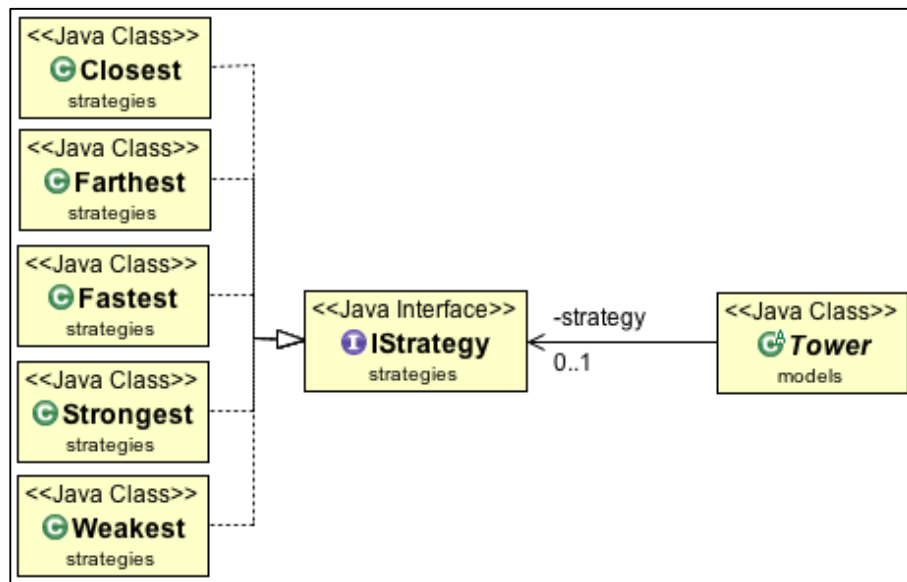 <<Java Class>>
Closest
strategies
<<Java Class>>
Farthest
strategies
<<Java Class>>
Fastest
strategies
<<Java Class>>
Strongest
strategies
<<Java Class>>
Weakest
strategies
<<Java Interface>>
IStrategy
strategies
-strategy
0..1
<<Java Class>>
Tower
models